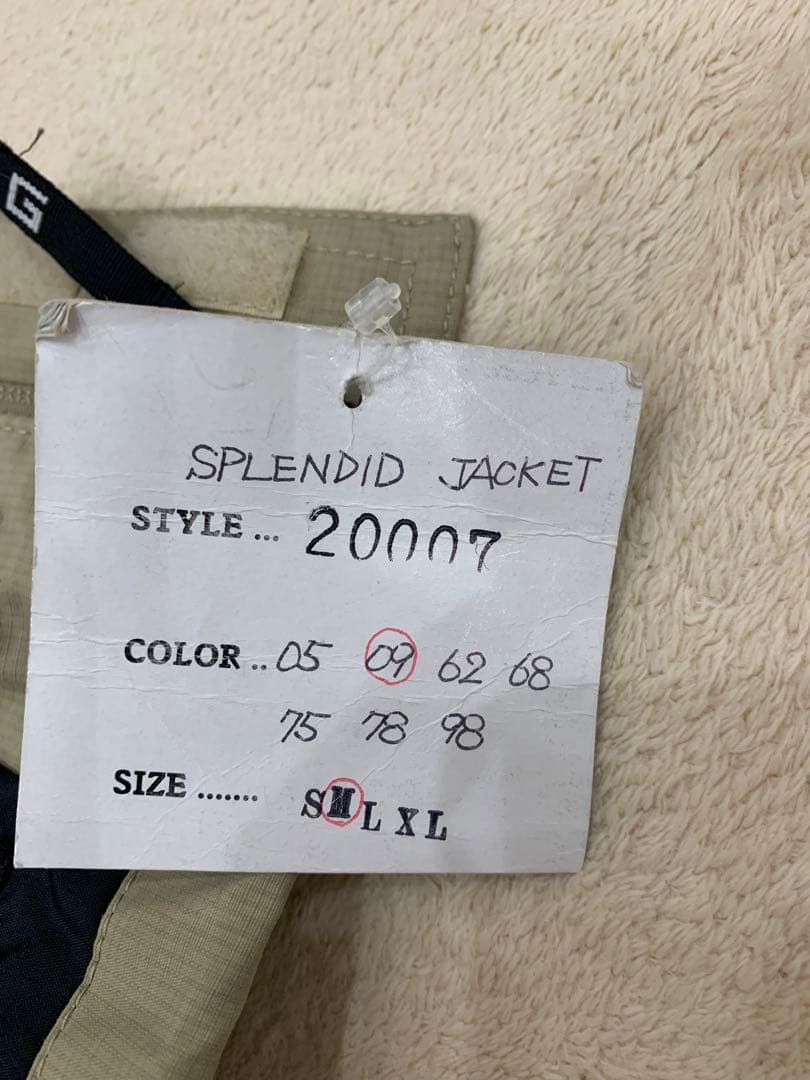 G
SPLENDID JACKET
STYLE ... 20007
COLOR .. 05 09 62 68
75 78 98
SIZE ....... S M L XL